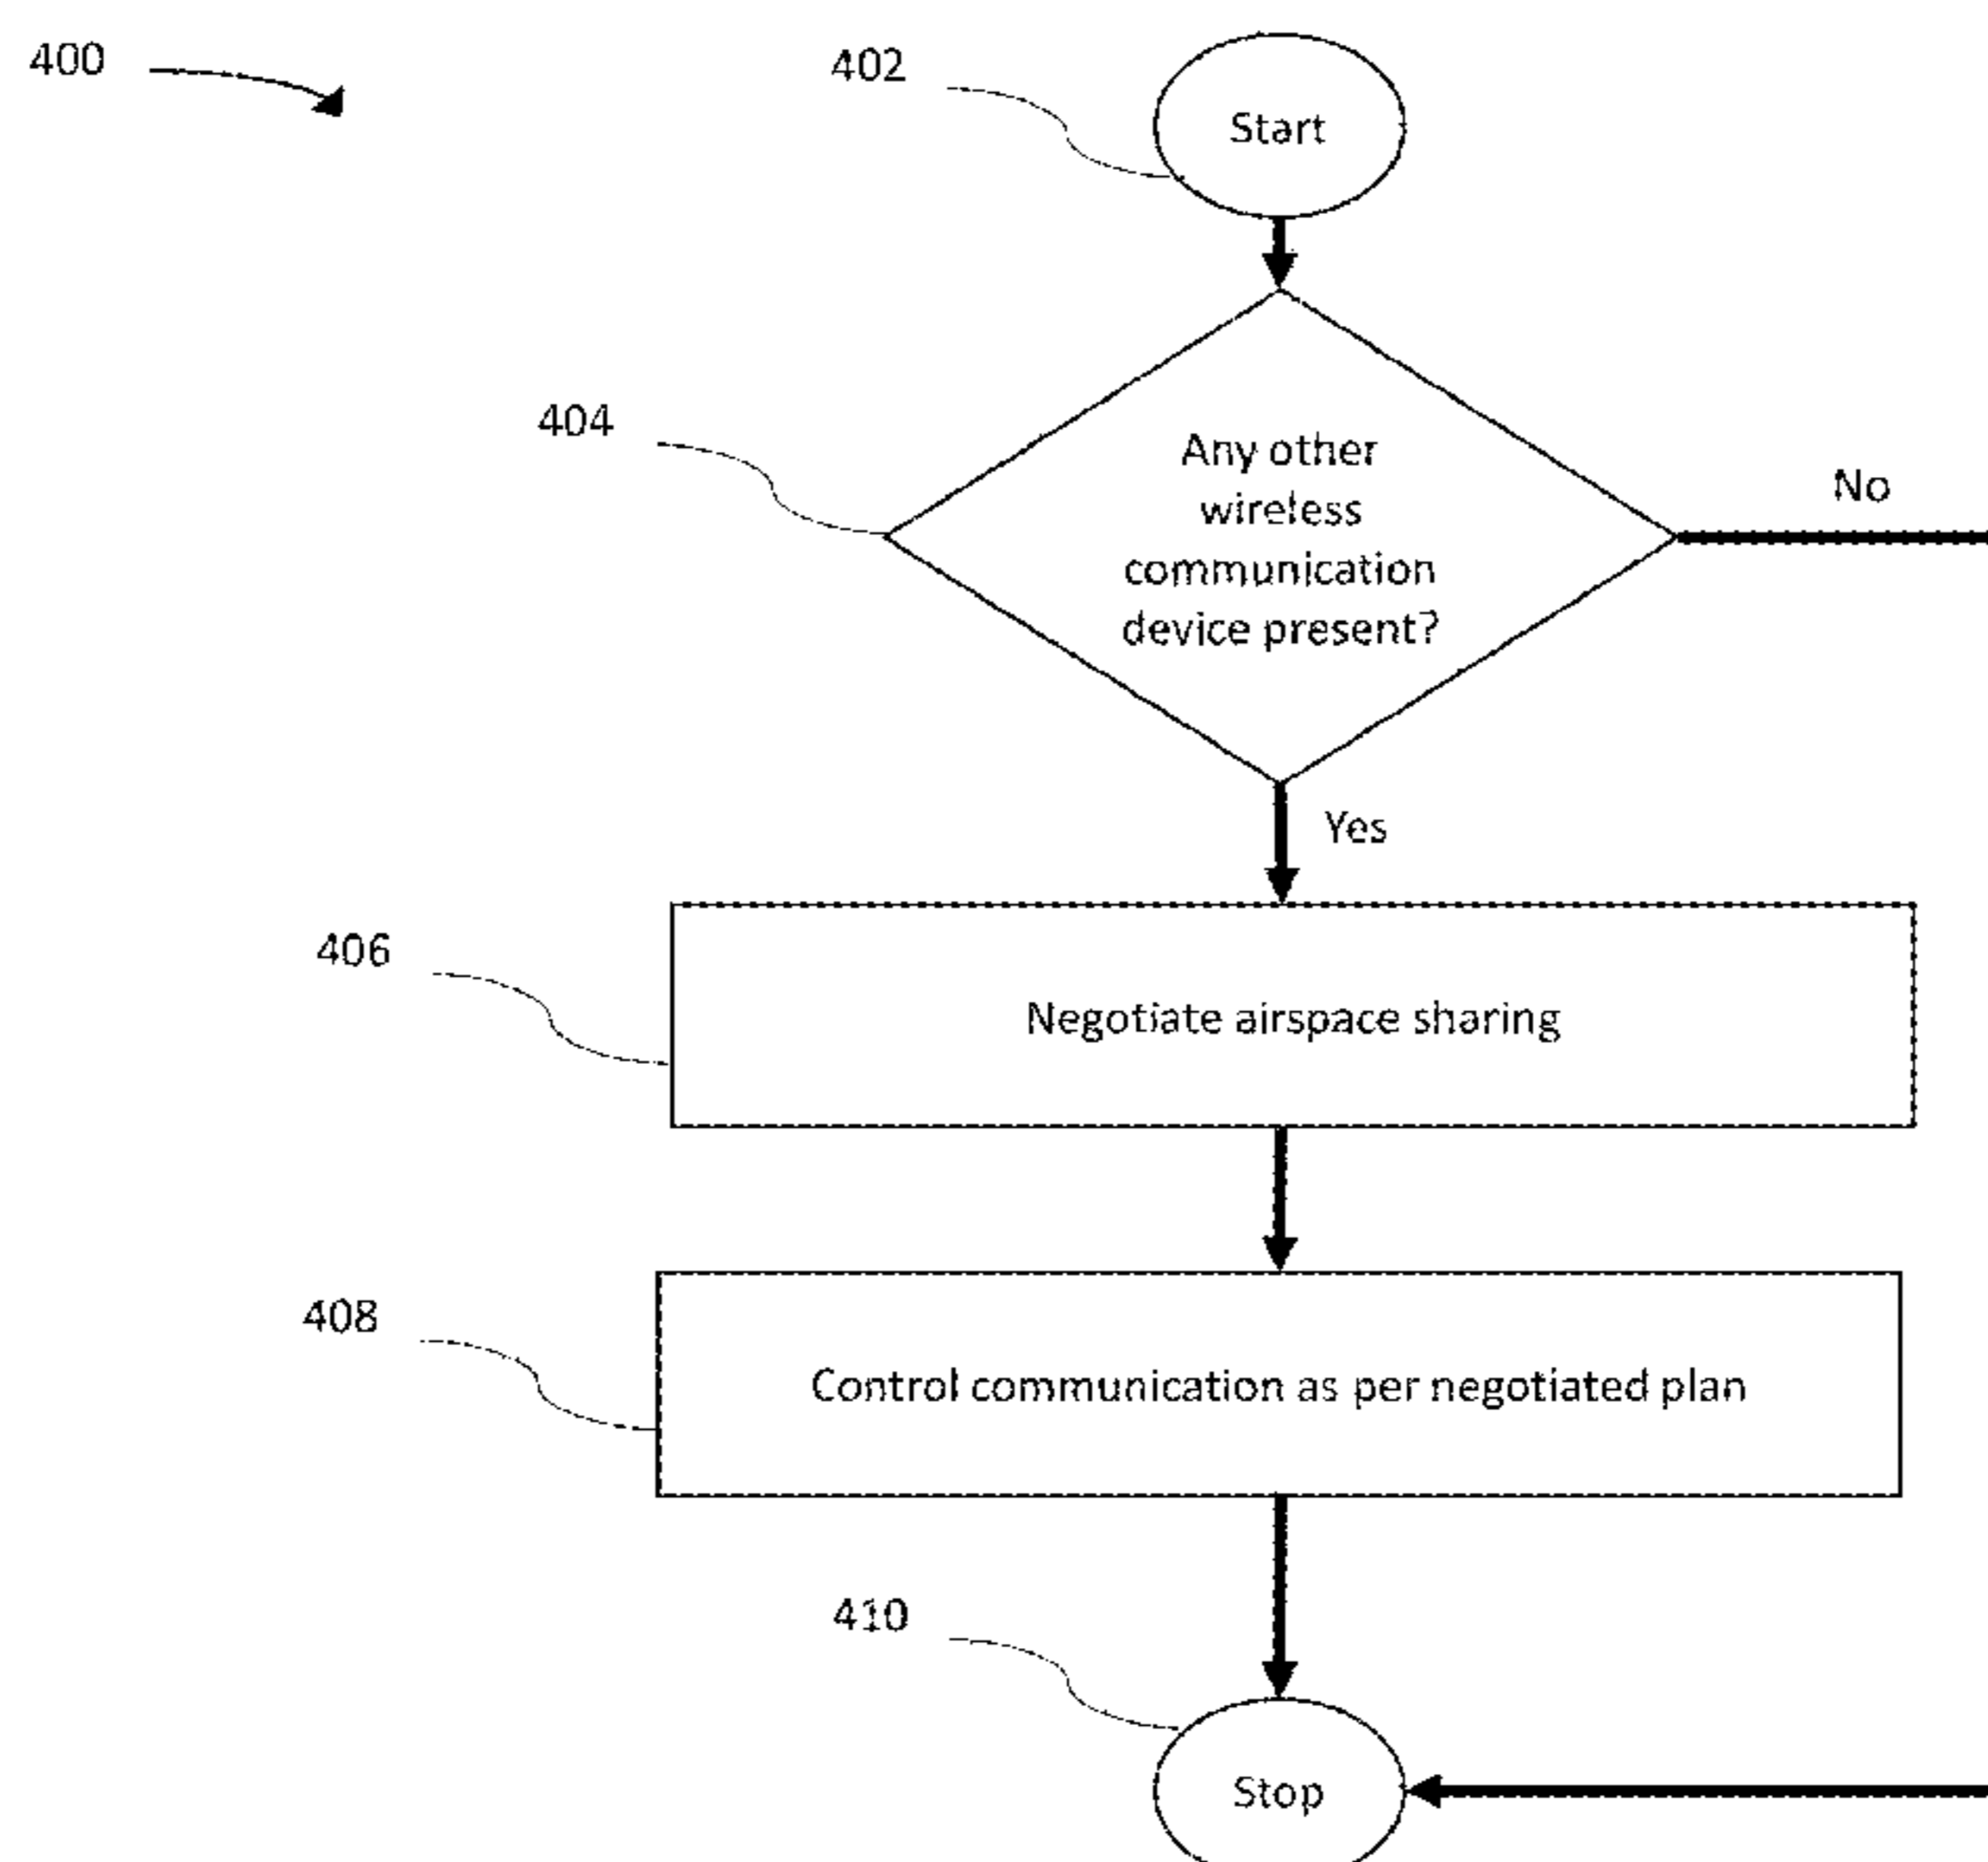 400
402
Start
404
Any other
wireless
communication
device present?
No
Yes
406
Negotiate airspace sharing
408
Control communication as per negotiated plan
410
Stop